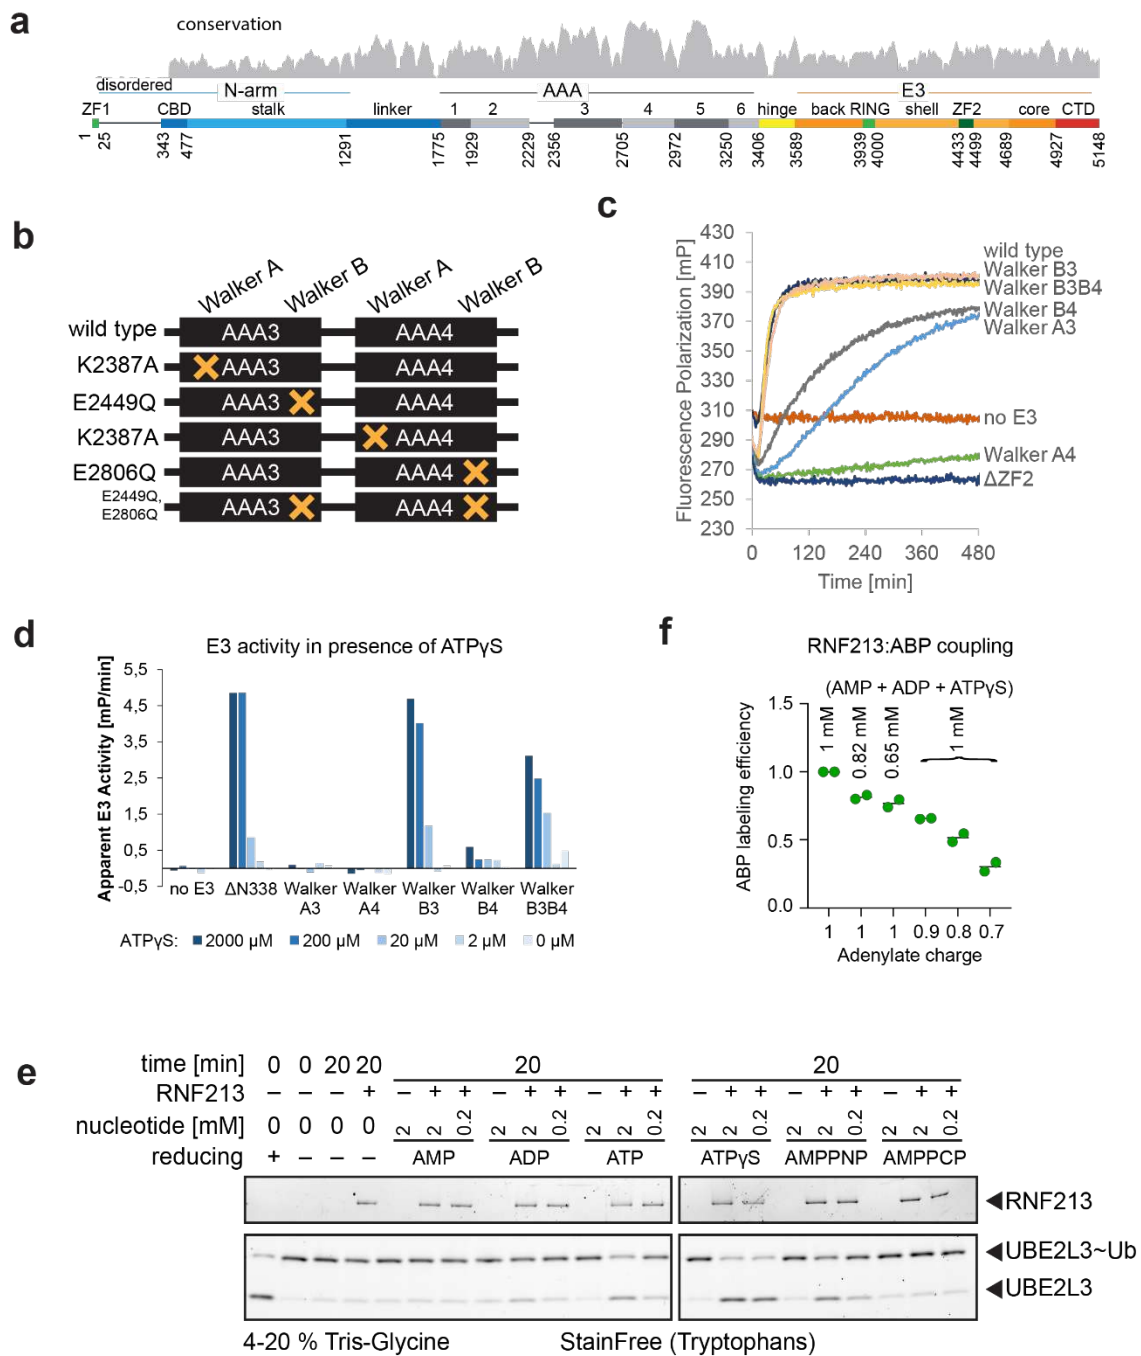 a
conservation
disordered
N-arm
AAA
E3
ZF1 CBD stalk linker 1 2 3 4 5 6 hinge back RING shell ZF2 core CTD
1 25 343 477 1291 1775 1929 2229 2356 2705 2972 3250 3406 3589 3939 4000 4433 4499 4689 4927 5148
b
Walker A Walker B Walker A Walker B
wild type AAA3 AAA4
K2387A AAA3 AAA4
E2449Q AAA3 AAA4
K2387A AAA3 AAA4
E2806Q AAA3 AAA4
E2449Q,
E2806Q AAA3 AAA4
c
Fluorescence Polarization [mP]
430
410
390
370
350
330
310
290
270
250
230
0 120 240 360 480
Time [min]
wild type
Walker B3
Walker B3B4
Walker B4
Walker A3
no E3
Walker A4
ΔZF2
d
E3 activity in presence of ATPγS
Apparent E3 Activity [mP/min]
5,5
4,5
3,5
2,5
1,5
0,5
-0,5
no E3 ΔN338 Walker Walker Walker Walker Walker
A3 A4 B3 B4 B3B4
ATPγS: 2000 µM 200 µM 20 µM 2 µM 0 µM
f
RNF213:ABP coupling
(AMP + ADP + ATPγS)
1 mM 0.82 mM 0.65 mM 1 mM
ABP labeling efficiency
1.5
1.0
0.5
0.0
1 1 1 0.9 0.8 0.7
Adenylate charge
e
time [min] 0 0 20 20 20 20
RNF213 – – – + – + + – + + – + + – + + – + + – + +
nucleotide [mM] 0 0 0 0 2 2 0.2 2 2 0.2 2 2 0.2 2 2 0.2 2 2 0.2 2 2 0.2
reducing + – – – AMP ADP ATP ATPγS AMPPNP AMPPCP
RNF213
UBE2L3~Ub
UBE2L3
4-20 % Tris-Glycine StainFree (Tryptophans)